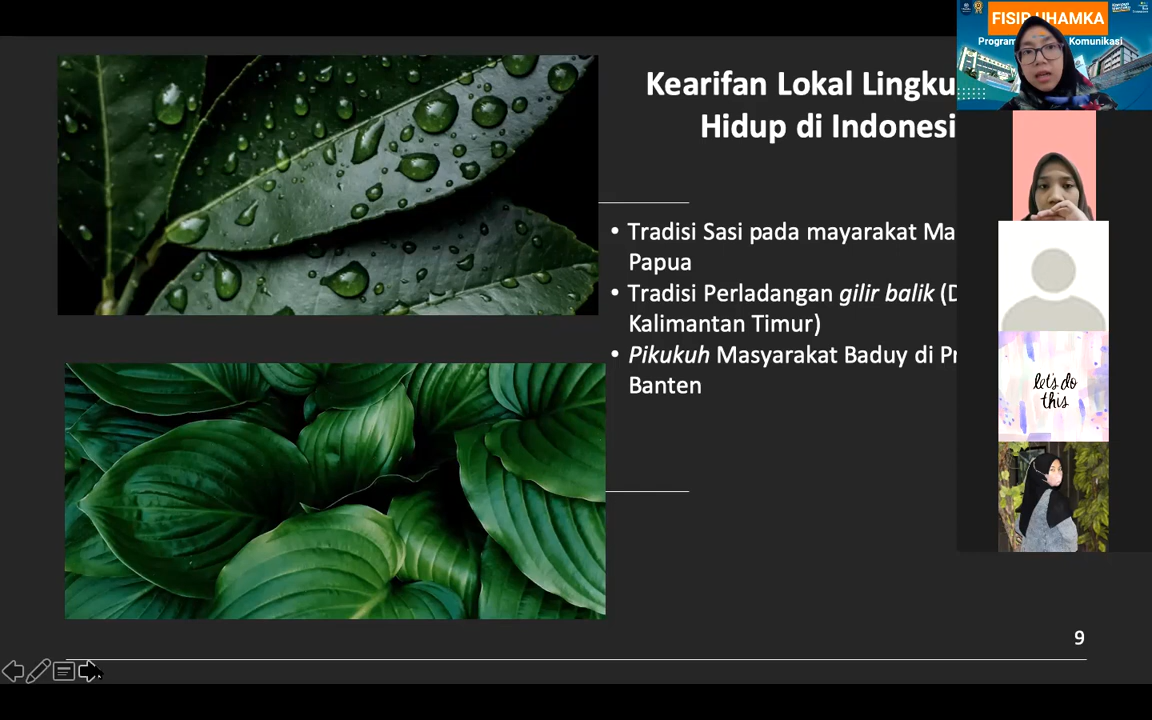 Kearifan Lokal Lingku
Hidup di Indonesi
• Tradisi Sasi pada mayarakat Ma
Papua
• Tradisi Perladangan gilir balik (D
Kalimantan Timur)
• Pikukuh Masyarakat Baduy di Pr
Banten
9
FISIP UHAMKA
Program Komunikasi
let's do
this